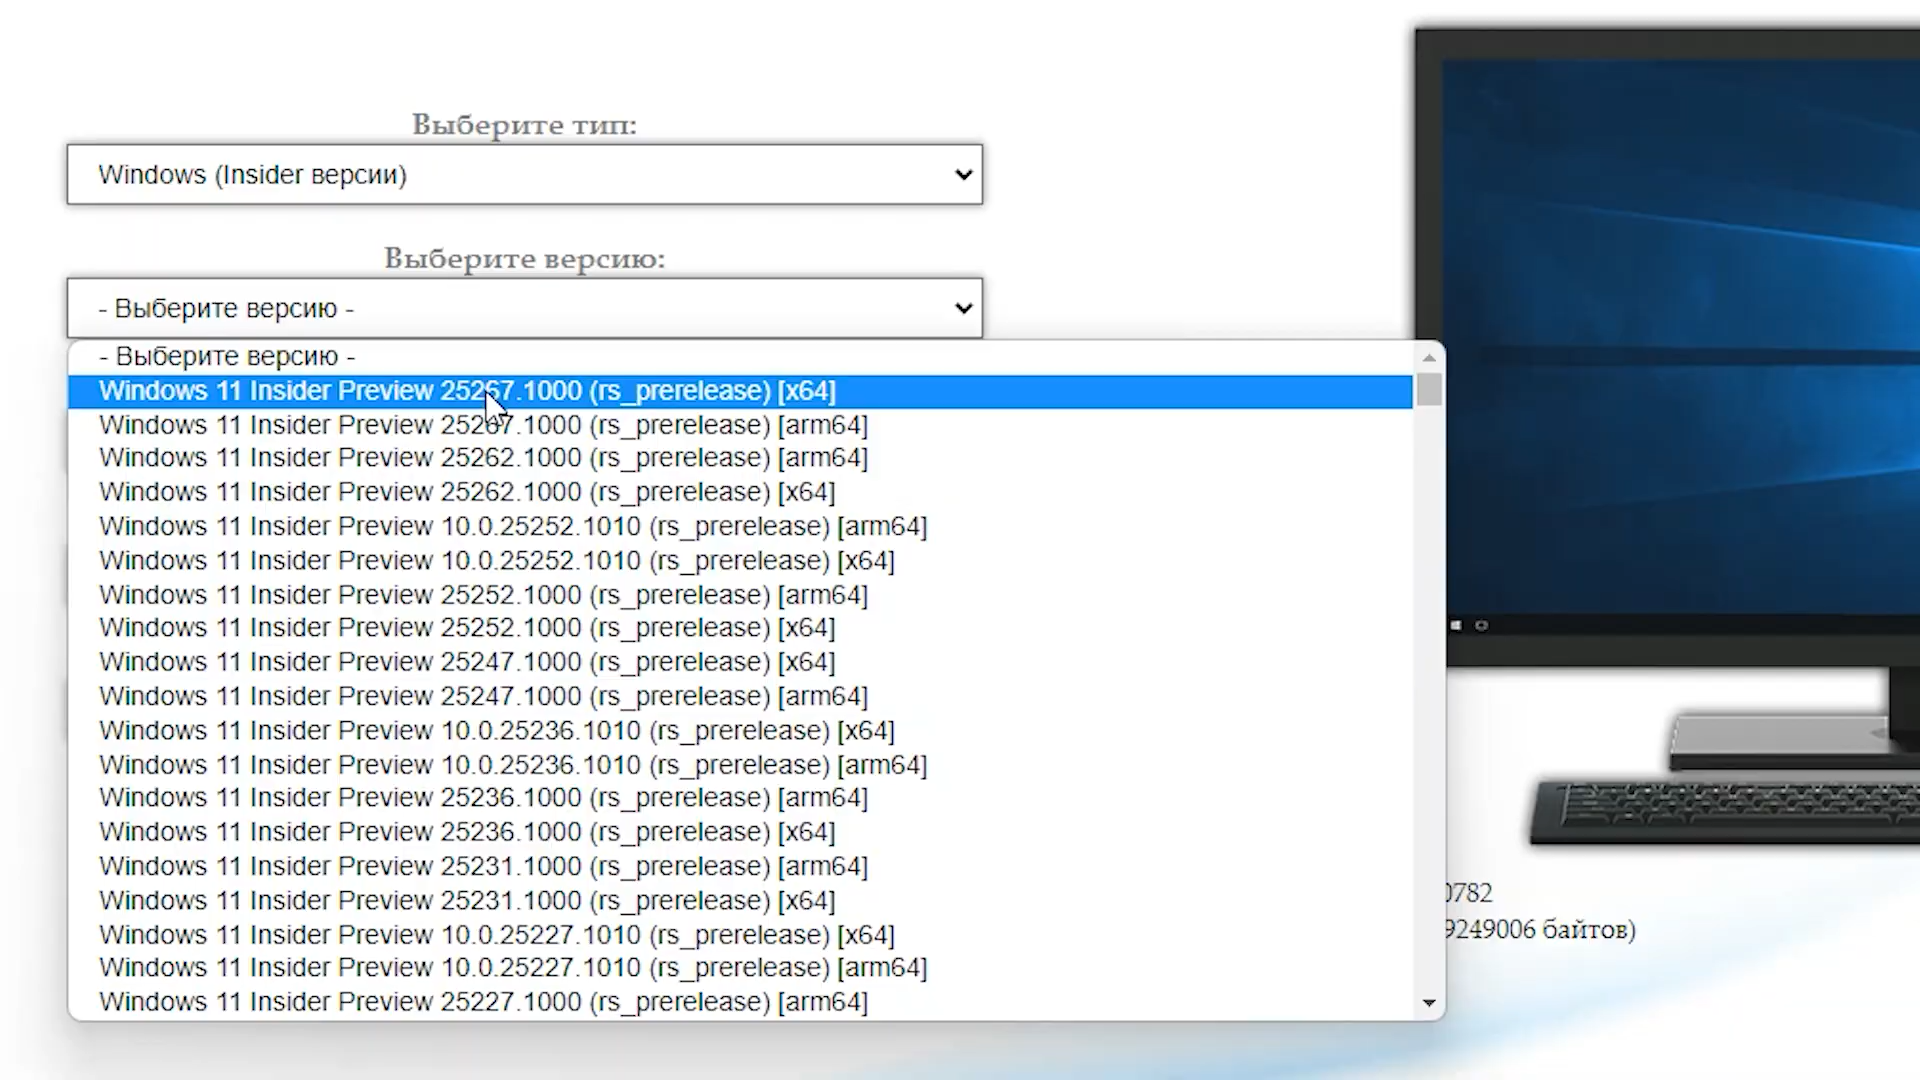 Выберите тип:
Windows (Insider версии)
Выберите версию:
- Выберите версию -
- Выберите версию -
Windows 11 Insider Preview 25267.1000 (rs_prerelease) [x64]
Windows 11 Insider Preview 25267.1000 (rs_prerelease) [arm64]
Windows 11 Insider Preview 25262.1000 (rs_prerelease) [arm64]
Windows 11 Insider Preview 25262.1000 (rs_prerelease) [x64]
Windows 11 Insider Preview 10.0.25252.1010 (rs_prerelease) [arm64]
Windows 11 Insider Preview 10.0.25252.1010 (rs_prerelease) [x64]
Windows 11 Insider Preview 25252.1000 (rs_prerelease) [arm64]
Windows 11 Insider Preview 25252.1000 (rs_prerelease) [x64]
Windows 11 Insider Preview 25247.1000 (rs_prerelease) [x64]
Windows 11 Insider Preview 25247.1000 (rs_prerelease) [arm64]
Windows 11 Insider Preview 10.0.25236.1010 (rs_prerelease) [x64]
Windows 11 Insider Preview 10.0.25236.1010 (rs_prerelease) [arm64]
Windows 11 Insider Preview 25236.1000 (rs_prerelease) [arm64]
Windows 11 Insider Preview 25236.1000 (rs_prerelease) [x64]
Windows 11 Insider Preview 25231.1000 (rs_prerelease) [arm64]
Windows 11 Insider Preview 25231.1000 (rs_prerelease) [x64]
Windows 11 Insider Preview 10.0.25227.1010 (rs_prerelease) [x64]
Windows 11 Insider Preview 10.0.25227.1010 (rs_prerelease) [arm64]
Windows 11 Insider Preview 25227.1000 (rs_prerelease) [arm64]
0782
9249006 байтов)